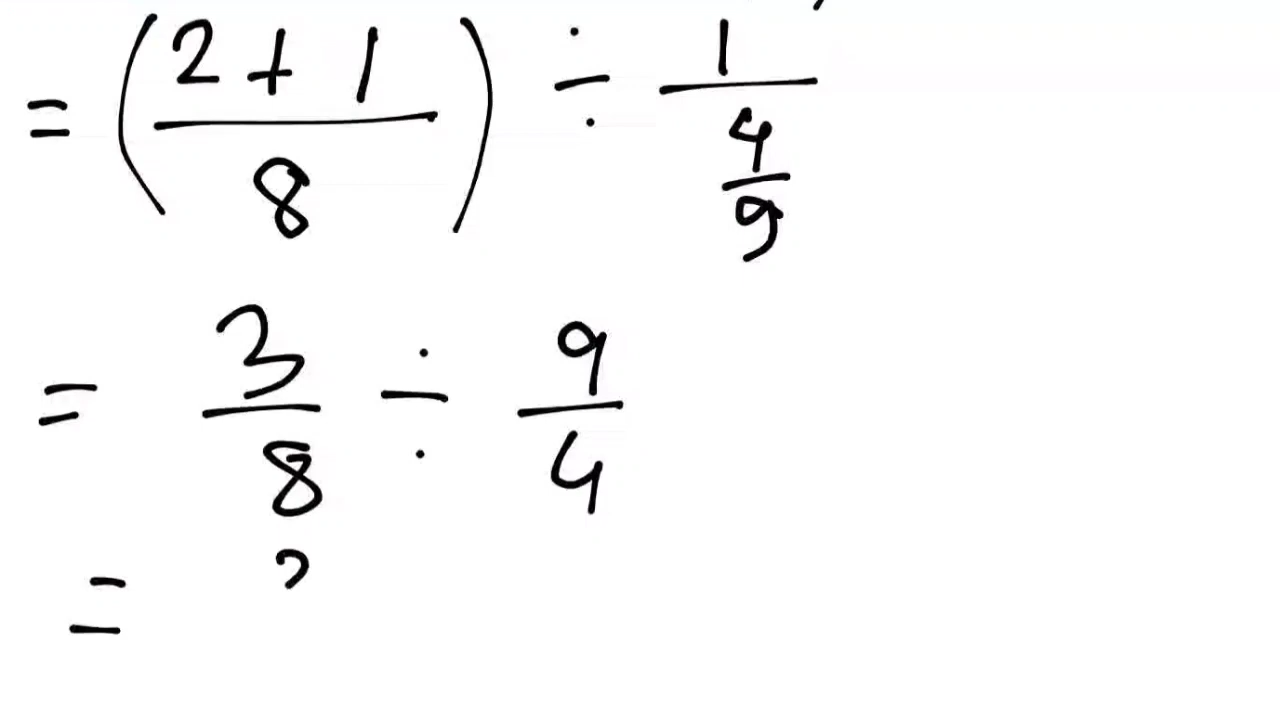 = (2 + 1 / 8) ÷ 1 / (4/9)
= 3/8 ÷ 9/4
=